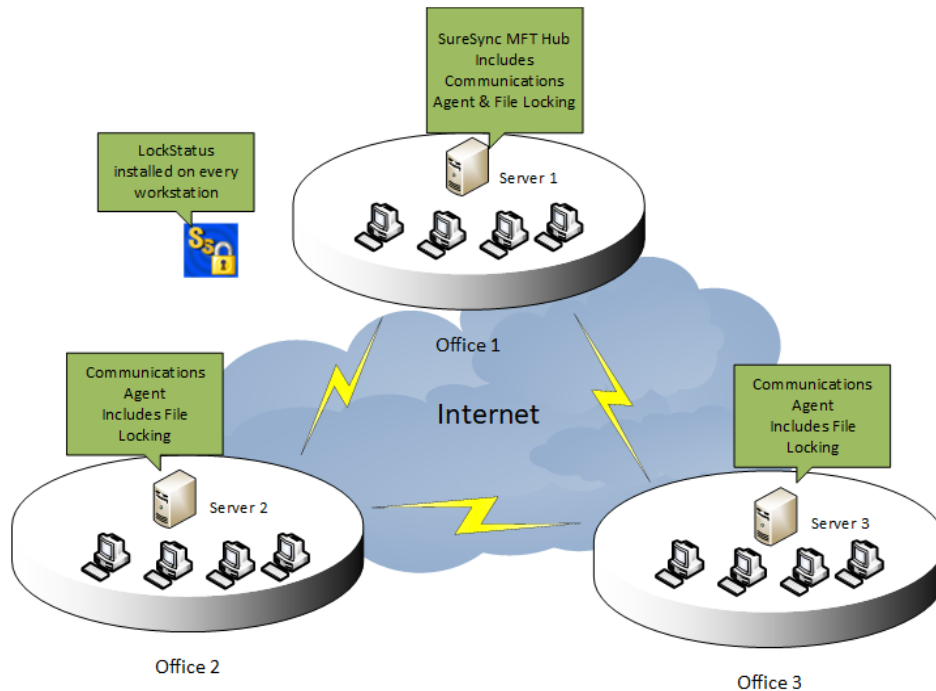 SureSync MFT Hub
Includes
Communications
Agent & File Locking
LockStatus
installed on every
workstation
Server 1
SS
Office 1
Communications
Agent
Includes File
Locking
Communications
Agent
Includes File
Locking
Internet
Server 2
Server 3
Office 2
Office 3